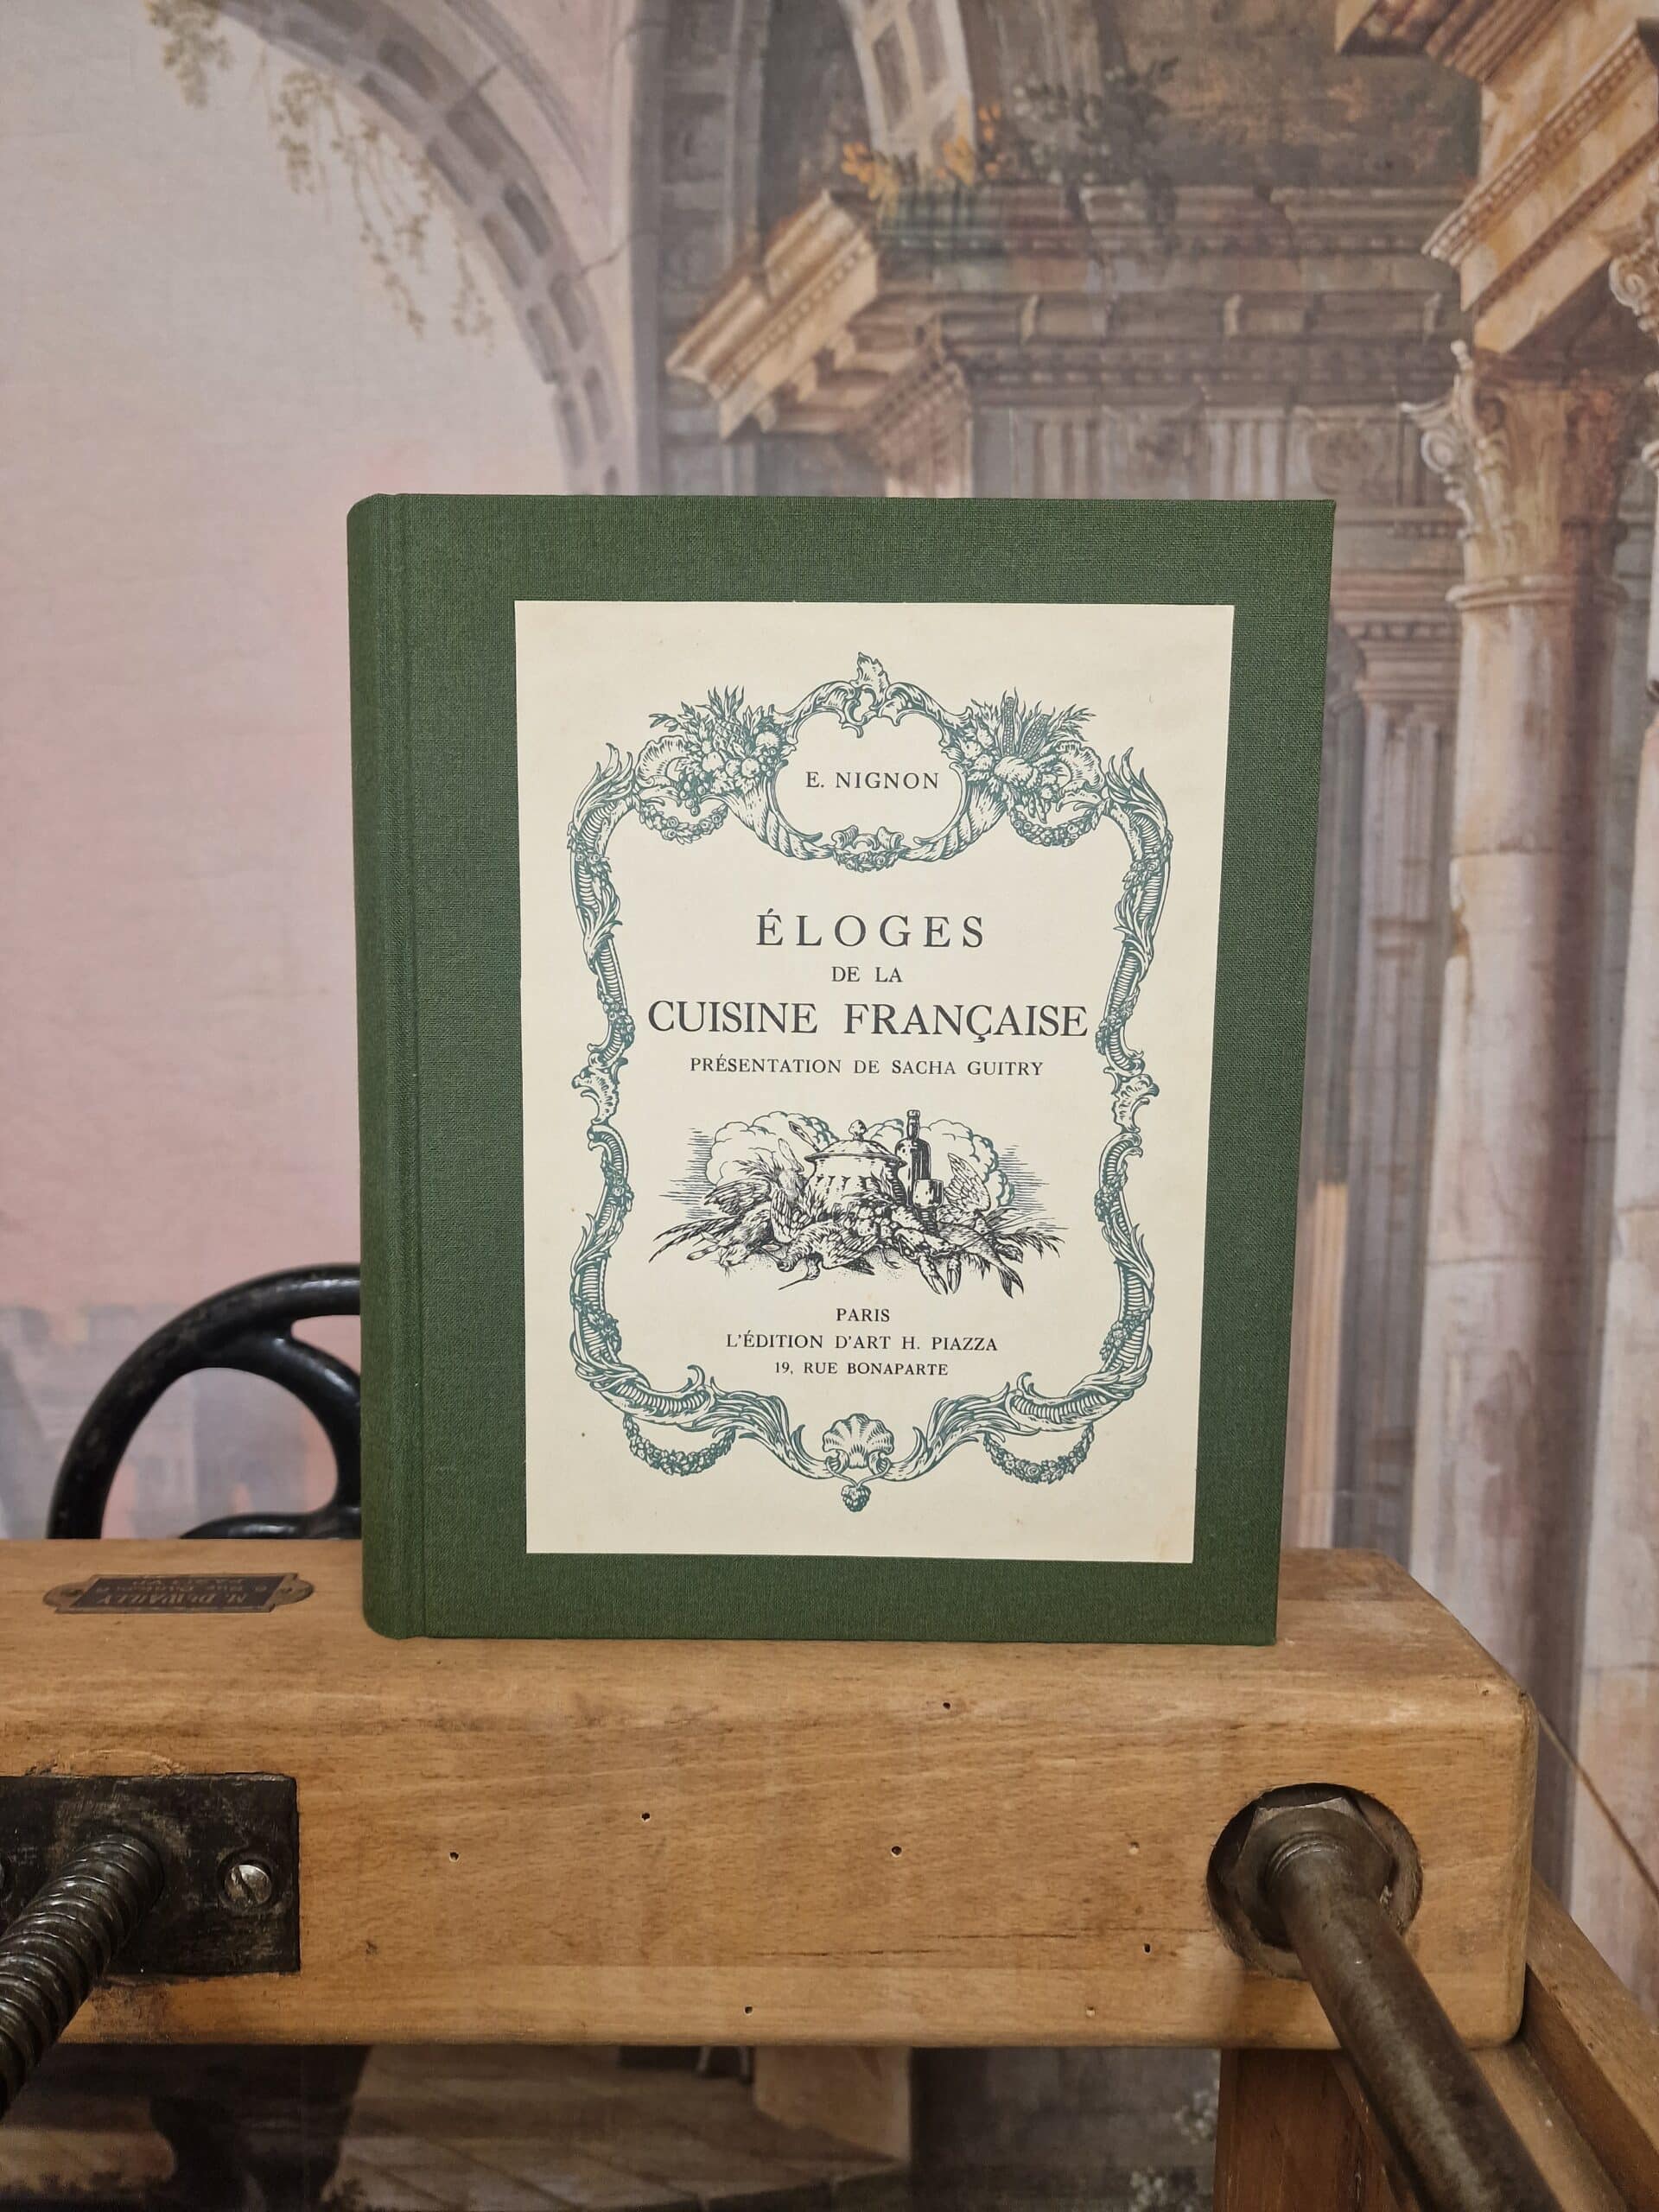 E. NIGNON
ÉLOGES
DE LA
CUISINE FRANÇAISE
PRÉSENTATION DE SACHA GUITRY
PARIS
L'ÉDITION D'ART H. PIAZZA
19, RUE BONAPARTE